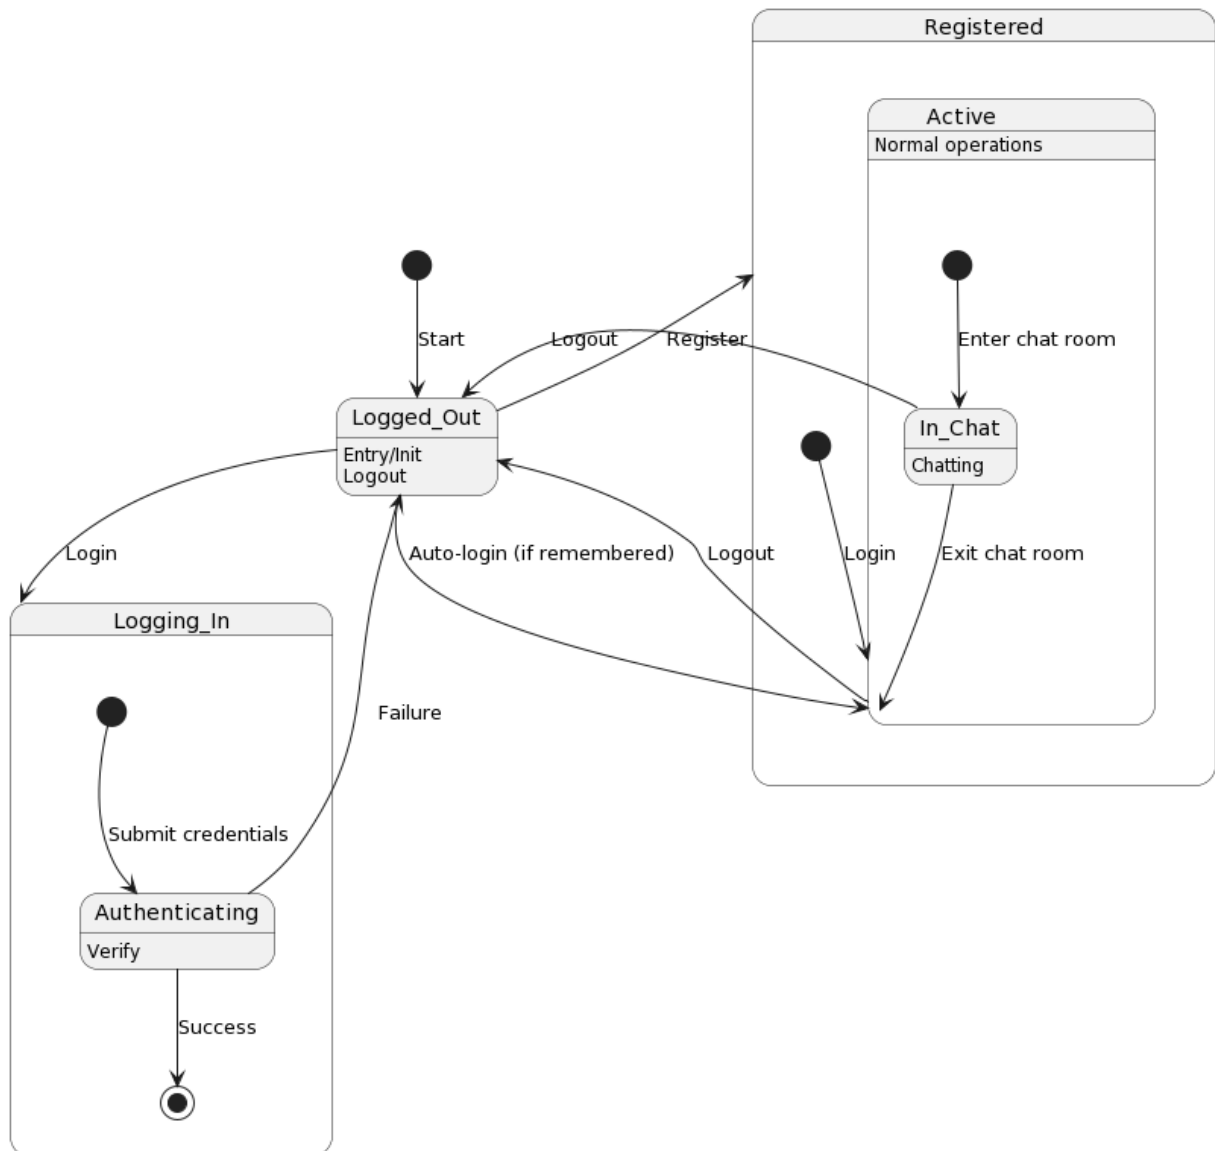 Registered
Active
Normal operations
Start
Logout
Register
Enter chat room
Logged_Out
Entry/Init
Logout
In_Chat
Chatting
Login
Auto-login (if remembered)
Logout
Login
Exit chat room
Logging_In
Failure
Submit credentials
Authenticating
Verify
Success